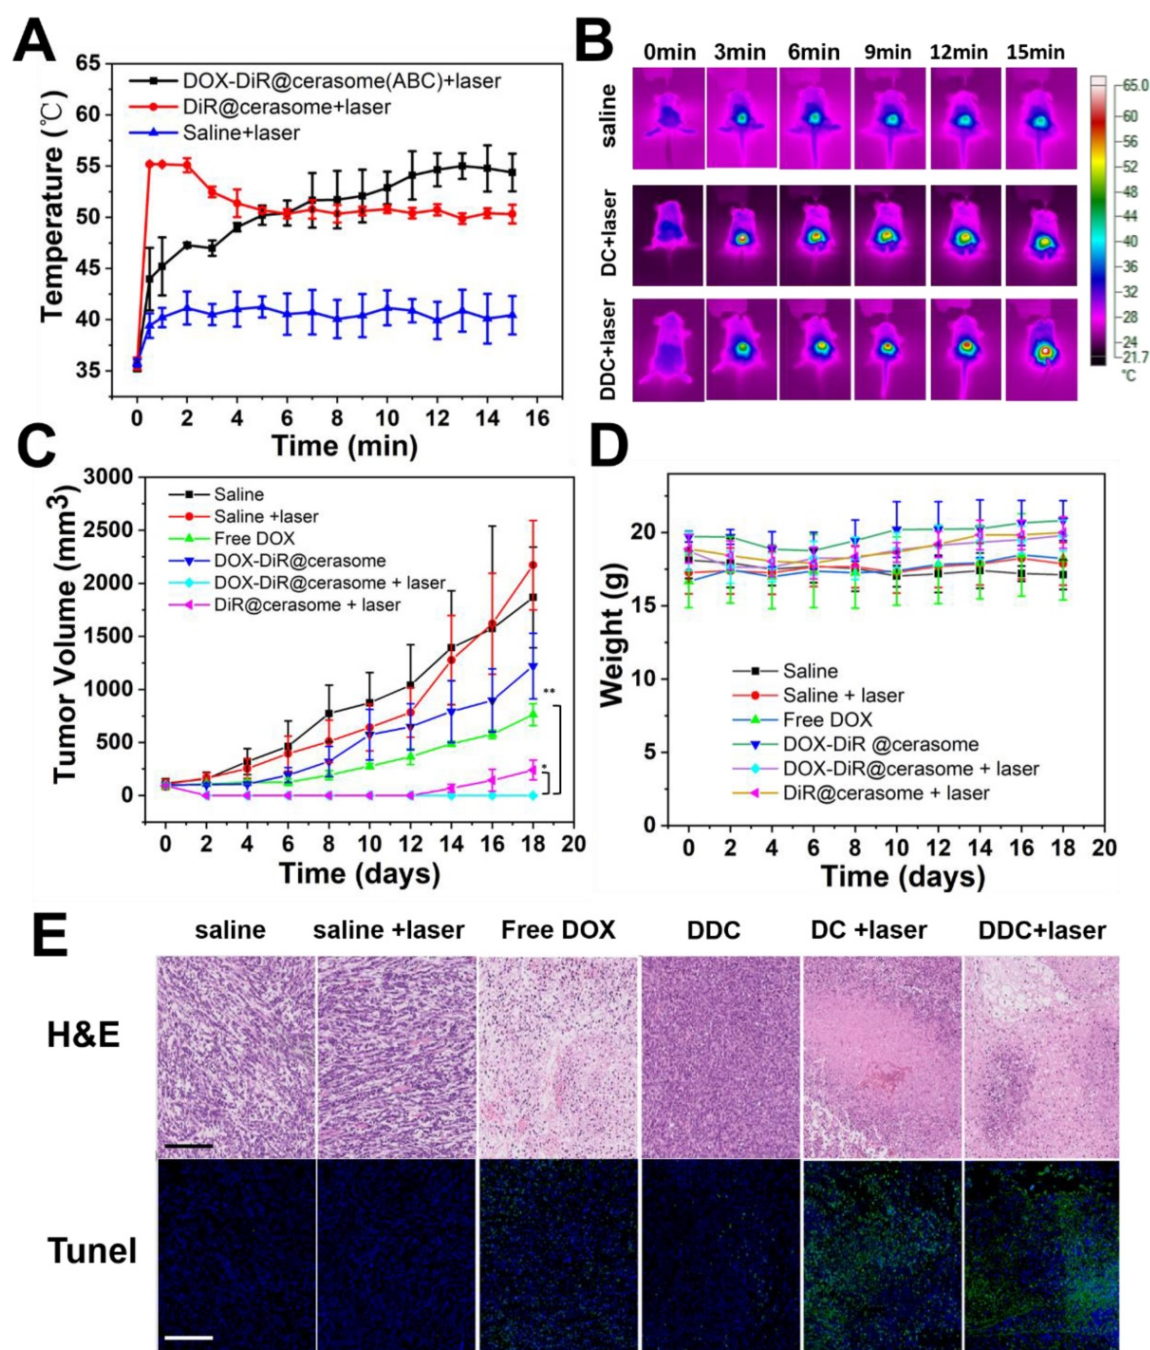 A
65
60
55
50
45
40
35
Temperature (℃)
DOX-DiR@cerasome(ABC)+laser
DiR@cerasome+laser
Saline+laser
0 2 4 6 8 10 12 14 16
Time (min)
B
0min 3min 6min 9min 12min 15min
saline
DC+laser
DDC+laser
65.0
60
56
52
48
44
40
36
32
28
24
21.7
°C
C
3000
2500
2000
1500
1000
500
0
Tumor Volume (mm3)
Saline
Saline +laser
Free DOX
DOX-DiR@cerasome
DOX-DiR@cerasome + laser
DiR@cerasome + laser
**
*
0 2 4 6 8 10 12 14 16 18 20
Time (days)
D
20
15
10
5
0
Weight (g)
Saline
Saline + laser
Free DOX
DOX-DiR @cerasome
DOX-DiR@cerasome + laser
DiR@cerasome + laser
0 2 4 6 8 10 12 14 16 18 20
Time (days)
E
saline saline +laser Free DOX DDC DC +laser DDC+laser
H&E
Tunel